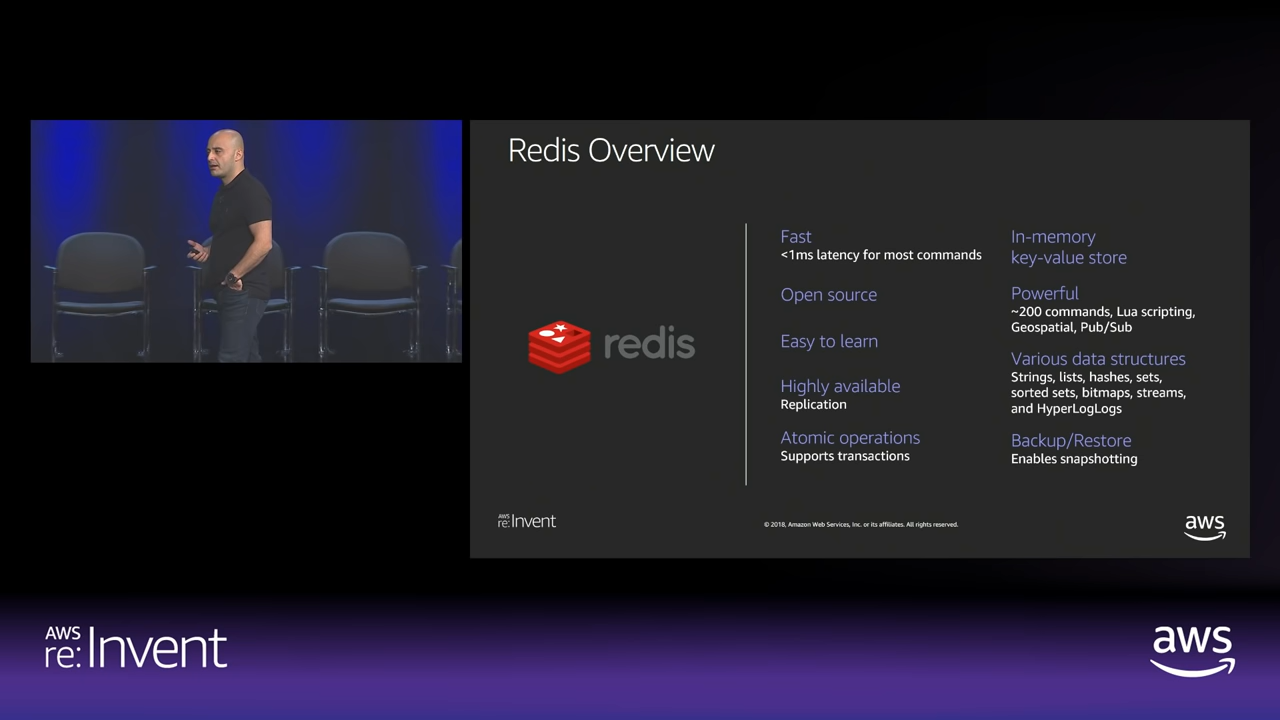 Redis Overview
redis
Fast
<1ms latency for most commands
Open source
Easy to learn
Highly available
Replication
Atomic operations
Supports transactions
In-memory
key-value store
Powerful
~200 commands, Lua scripting,
Geospatial, Pub/Sub
Various data structures
Strings, lists, hashes, sets,
sorted sets, bitmaps, streams,
and HyperLogLogs
Backup/Restore
Enables snapshotting
AWS
re:Invent
© 2018, Amazon Web Services, Inc. or its affiliates. All rights reserved.
aws
AWS
re:Invent
aws